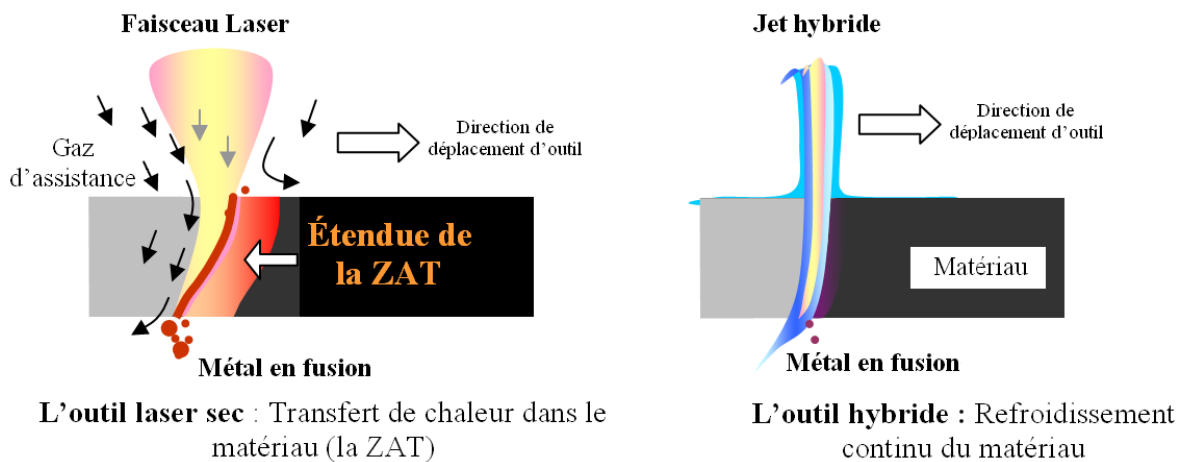 Faisceau Laser
Gaz
d'assistance
Direction de
déplacement d'outil
Étendue de
la ZAT
Métal en fusion
L'outil laser sec : Transfert de chaleur dans le
matériau (la ZAT)
Jet hybride
Direction de
déplacement d'outil
Matériau
Métal en fusion
L'outil hybride : Refroidissement
continu du matériau